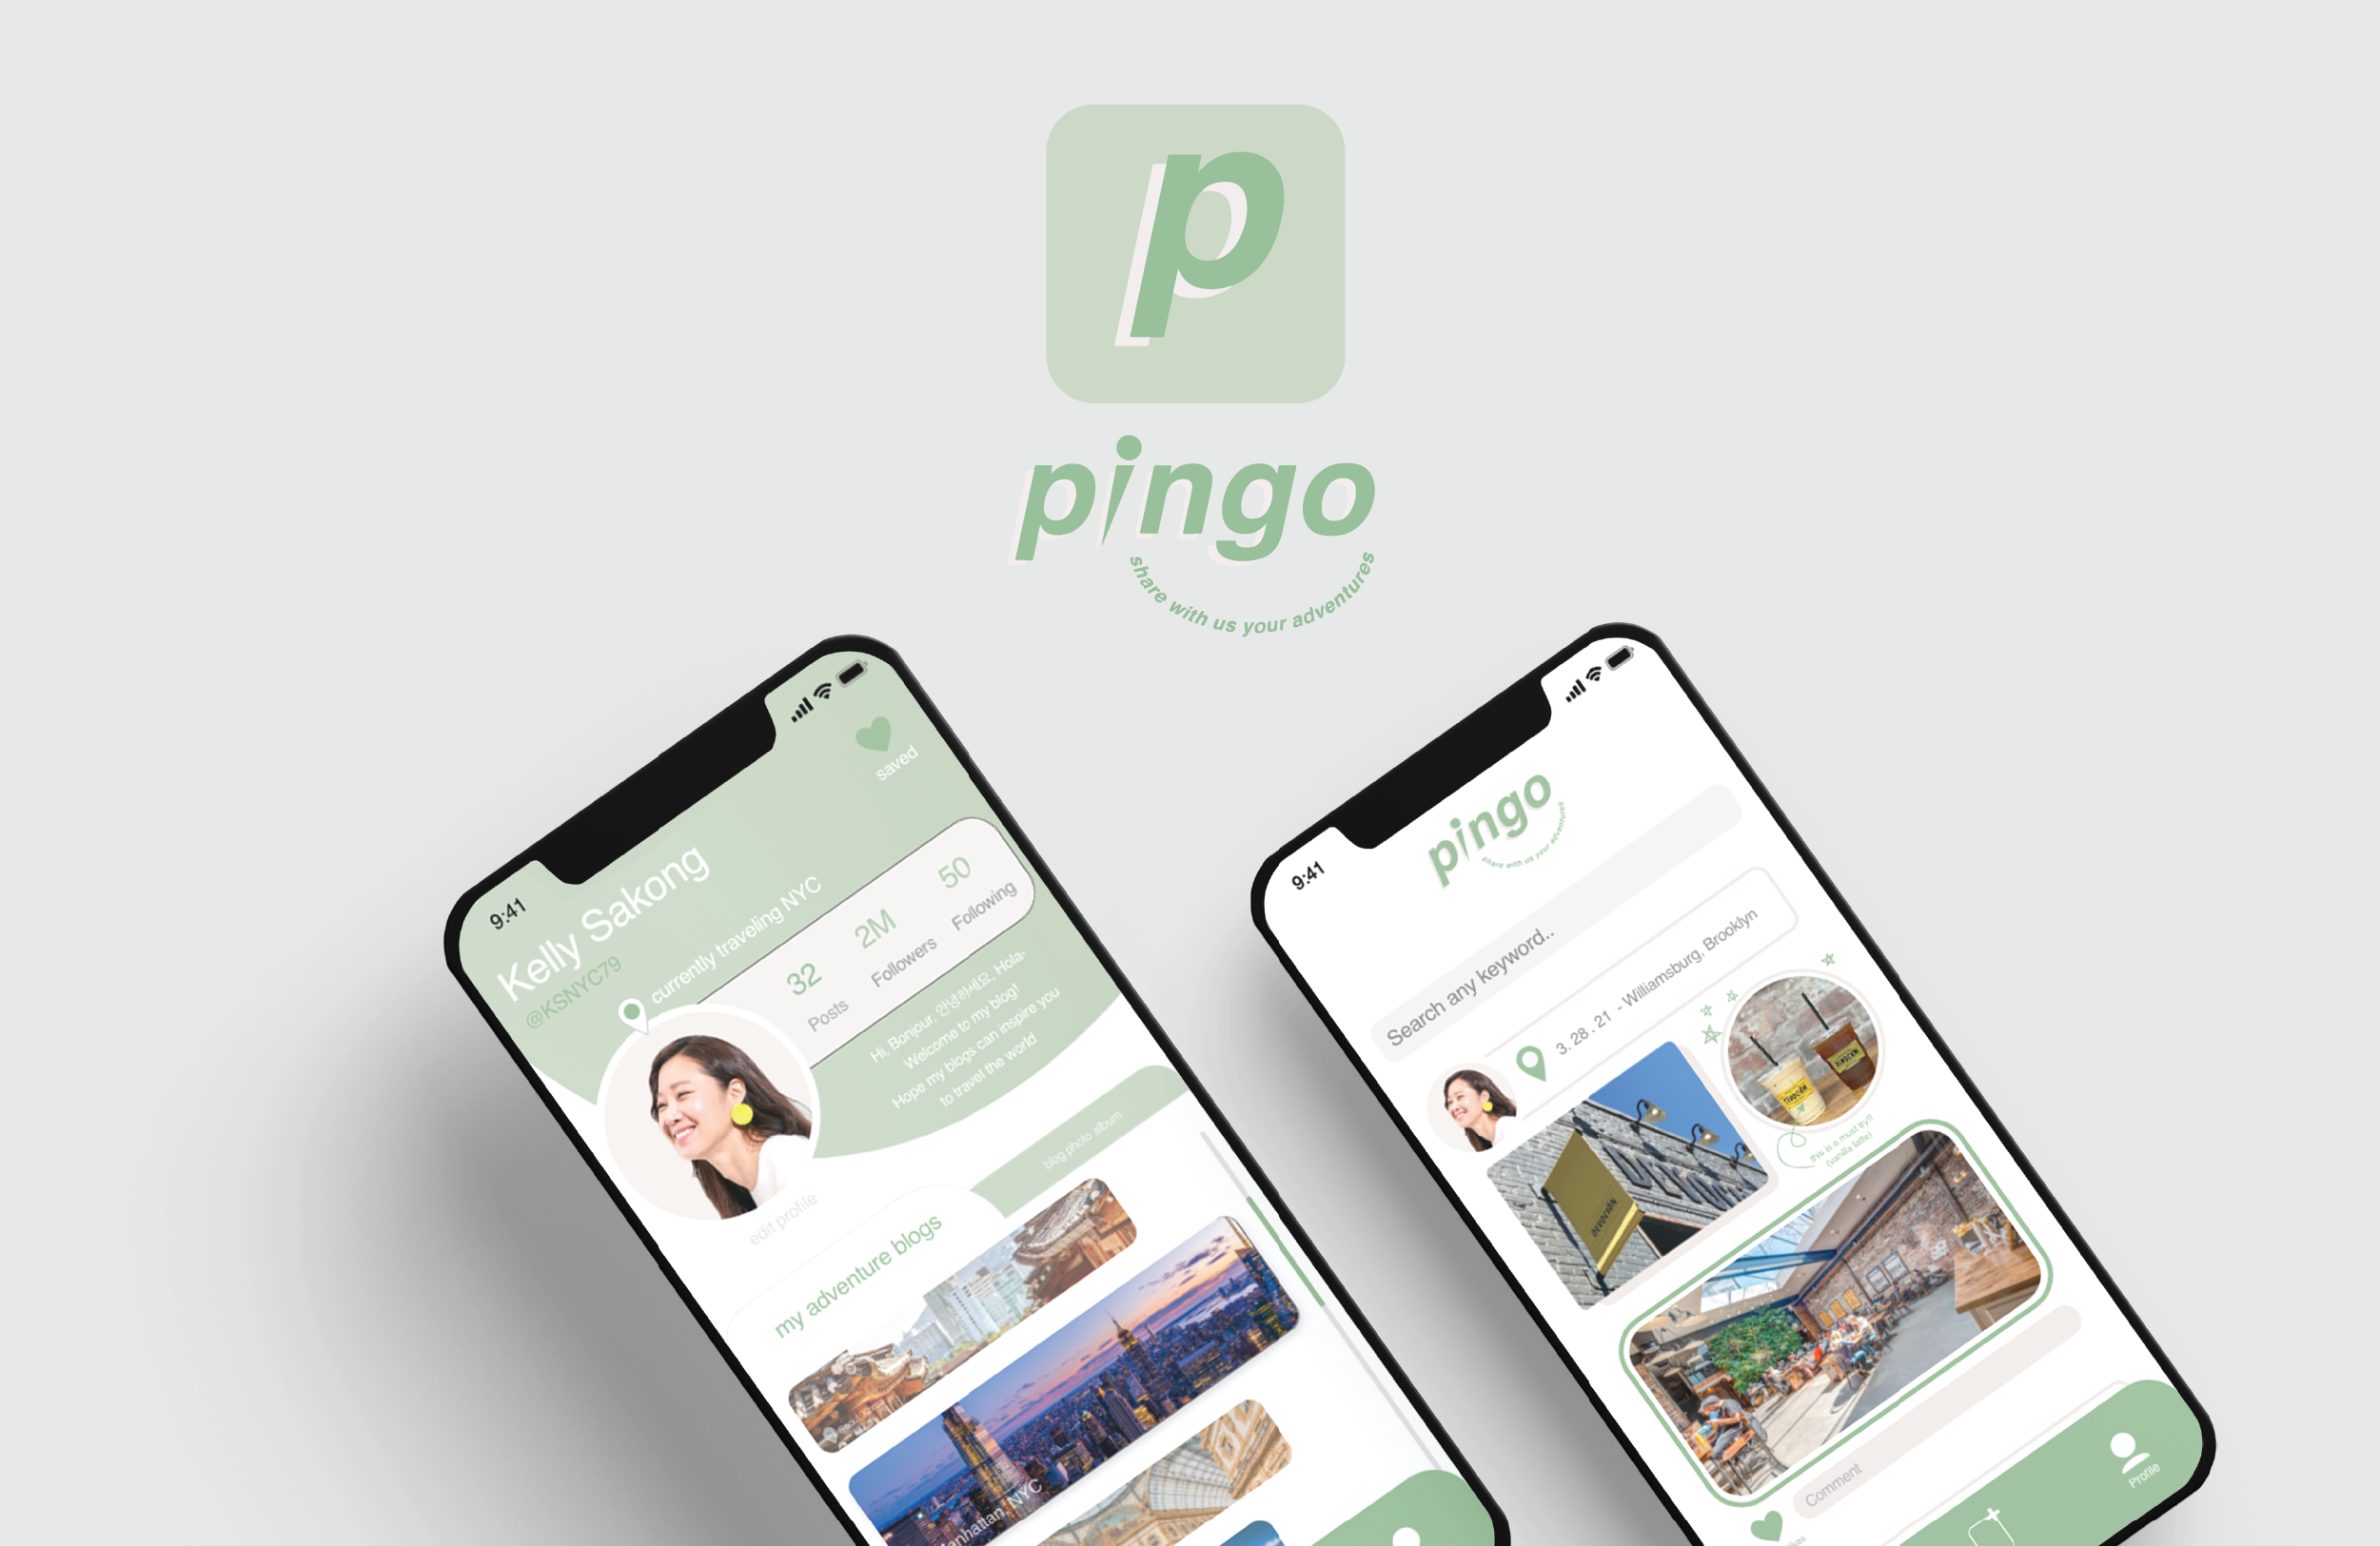 p
pingo
share with us your adventures
9:41
saved
Kelly Sakong
@KSNYC79
currently traveling NYC
32
Posts
2M
Followers
50
Following
Hi, Bonjour, 안녕하세요, Hola-
Welcome to my blog!
Hope my blogs can inspire you
to travel the world
edit profile
my adventure blogs
blog photo album
Manhattan, NYC
9:41
pingo
share with us your adventures
Search any keyword..
3. 28 . 21 - Williamsburg, Brooklyn
DEVOCIÓN
DEVOCIÓN
this is a must try!!
(vanilla latte)
DEVOCIÓN
Comment
Profile